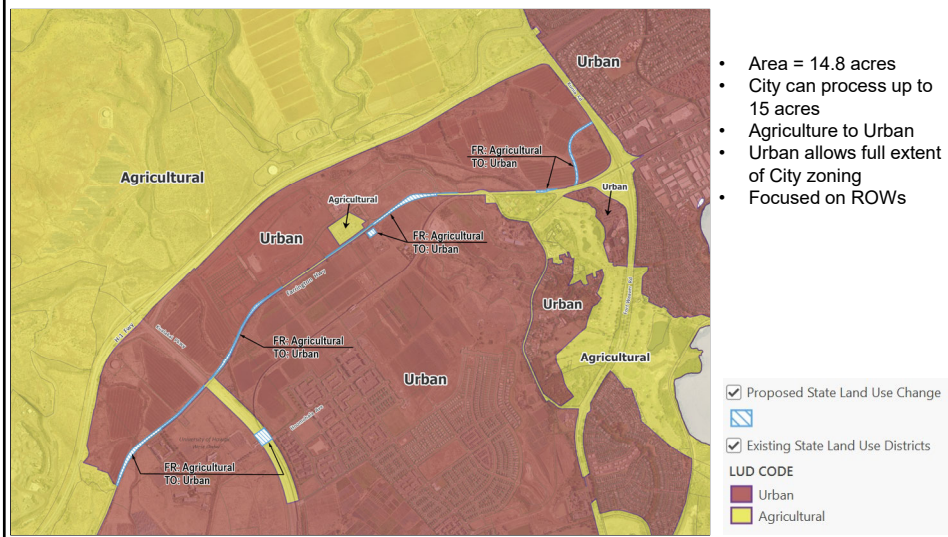 Urban
Agricultural
FR: Agricultural
TO: Urban
Agricultural
Urban
Urban
FR: Agricultural
TO: Urban
Farrington Hwy
Urban
FR: Agricultural
TO: Urban
Agricultural
Urban
FR: Agricultural
TO: Urban
• Area = 14.8 acres
• City can process up to
15 acres
• Agriculture to Urban
• Urban allows full extent
of City zoning
• Focused on ROWs
Proposed State Land Use Change
Existing State Land Use Districts
LUD CODE
Urban
Agricultural